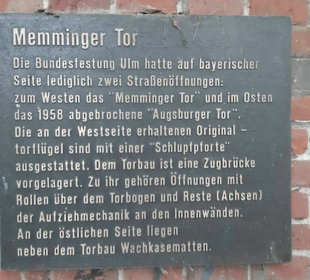 Memminger Tor
Die Bundesfestung Ulm hatte auf bayerischer
Seite lediglich zwei Straßenöffnungen:
zum Westen das "Memminger Tor" und im Osten
das 1958 abgebrochene "Augsburger Tor".
Die an der Westseite erhaltenen Original –
torflügel sind mit einer "Schlupfpforte"
ausgestattet. Dem Torbau ist eine Zugbrücke
vorgelagert. Zu ihr gehören Öffnungen mit
Rollen über dem Torbogen und Reste (Achsen)
der Aufziehmechanik an den Innenwänden.
An der östlichen Seite liegen
neben dem Torbau Wachkasematten.